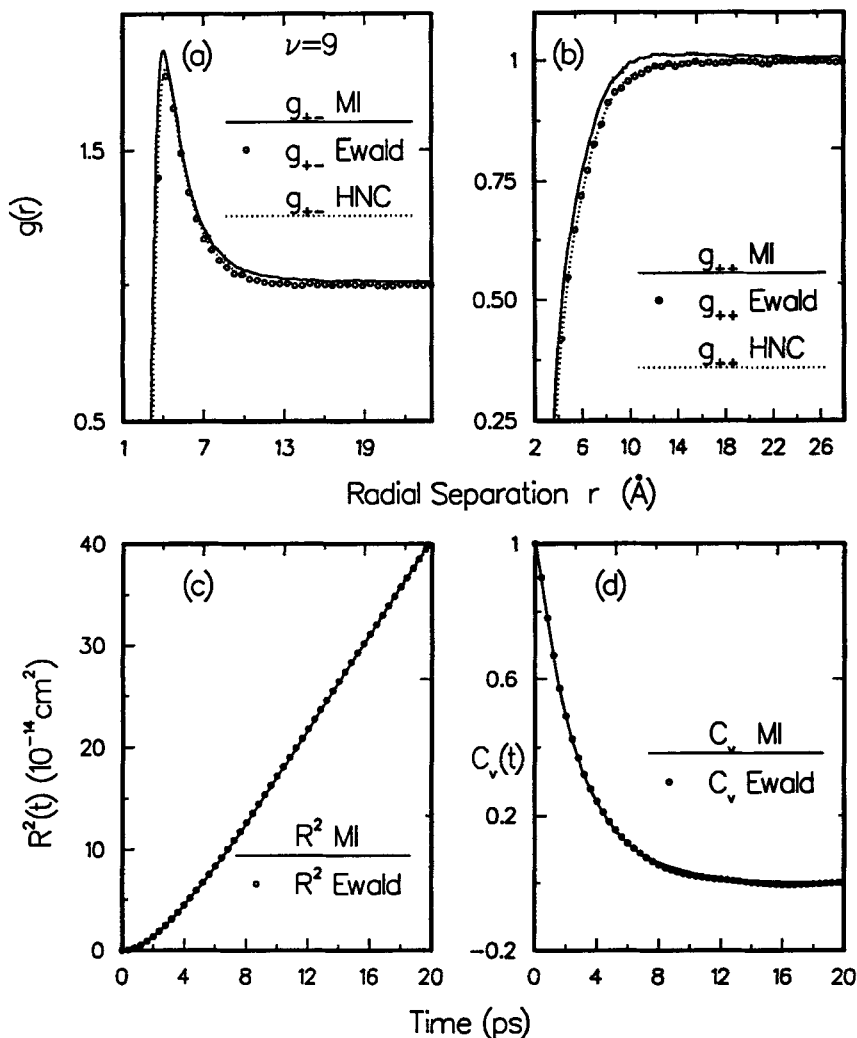 (a)
ν=9
g+- MI
g+- Ewald
g+- HNC
1.5
0.5
1
7
13
19
g(r)
(b)
1
0.75
0.50
0.25
g++ MI
g++ Ewald
g++ HNC
2
6
10
14
18
22
26
Radial Separation r (Å)
(c)
40
30
20
10
0
R²(t) (10⁻¹⁴cm²)
R² MI
R² Ewald
0
4
8
12
16
20
(d)
1
0.6
0.2
-0.2
Cv(t)
Cv MI
Cv Ewald
0
4
8
12
16
20
Time (ps)